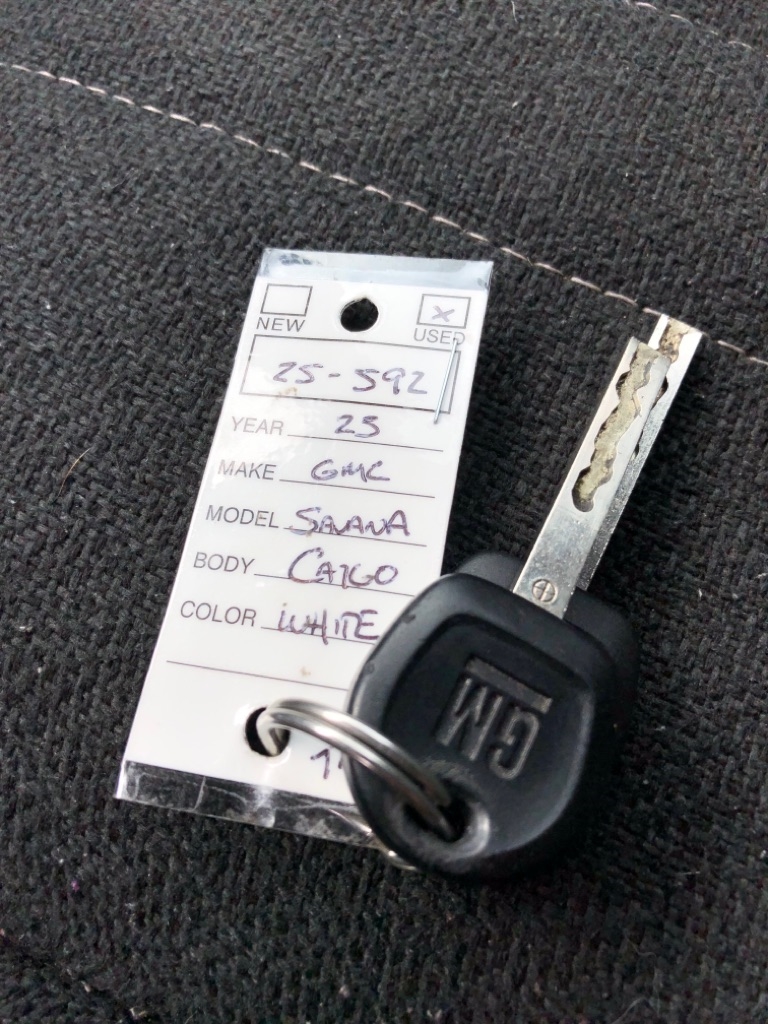 NEW
X
USED
25-592
YEAR 25
MAKE GMC
MODEL SAVANA
BODY CARGO
COLOR WHITE
GM